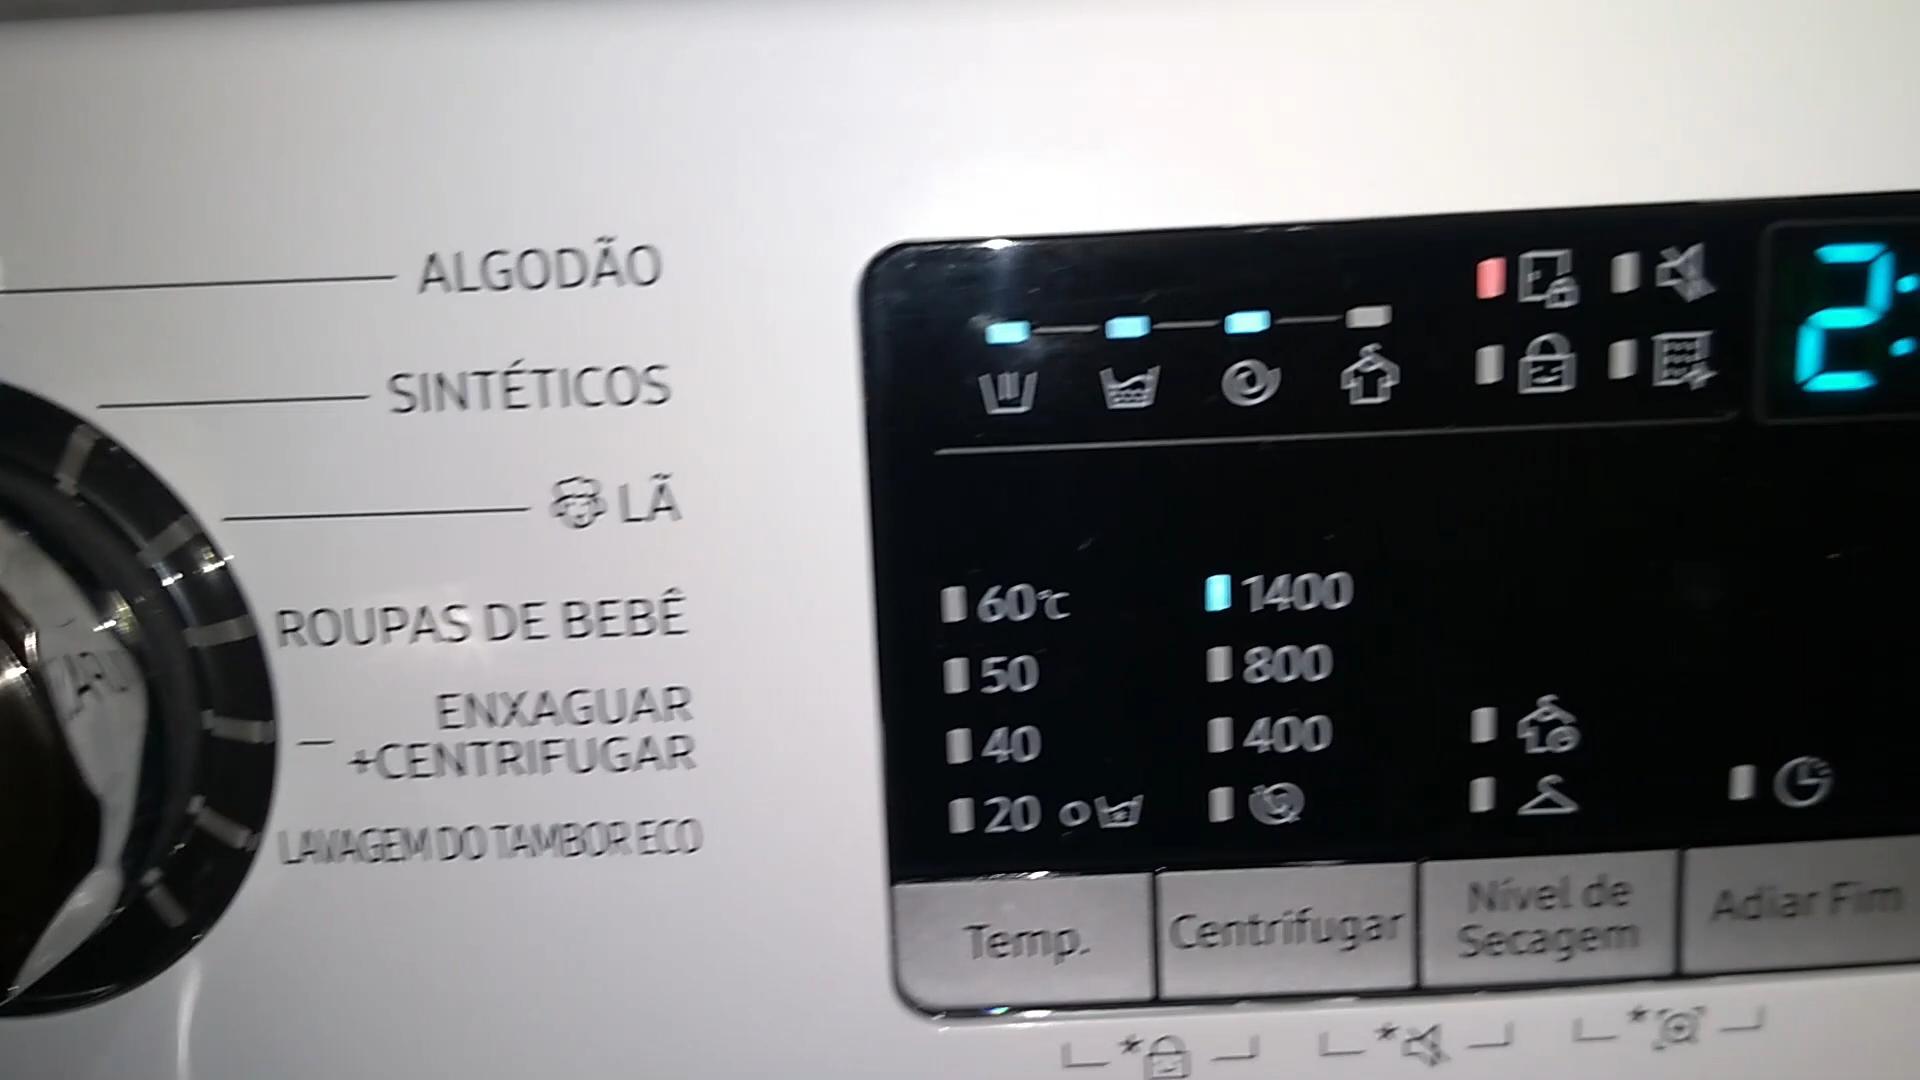 ALGODÃO
SINTÉTICOS
LÃ
ROUPAS DE BEBÊ
ENXAGUAR
+CENTRIFUGAR
LAVAGEM DO TAMBOR ECO
2:
60°C
50
40
20
1400
800
400
Temp.
Centrifugar
Nível de
Secagem
Adiar Fim
*
*
*